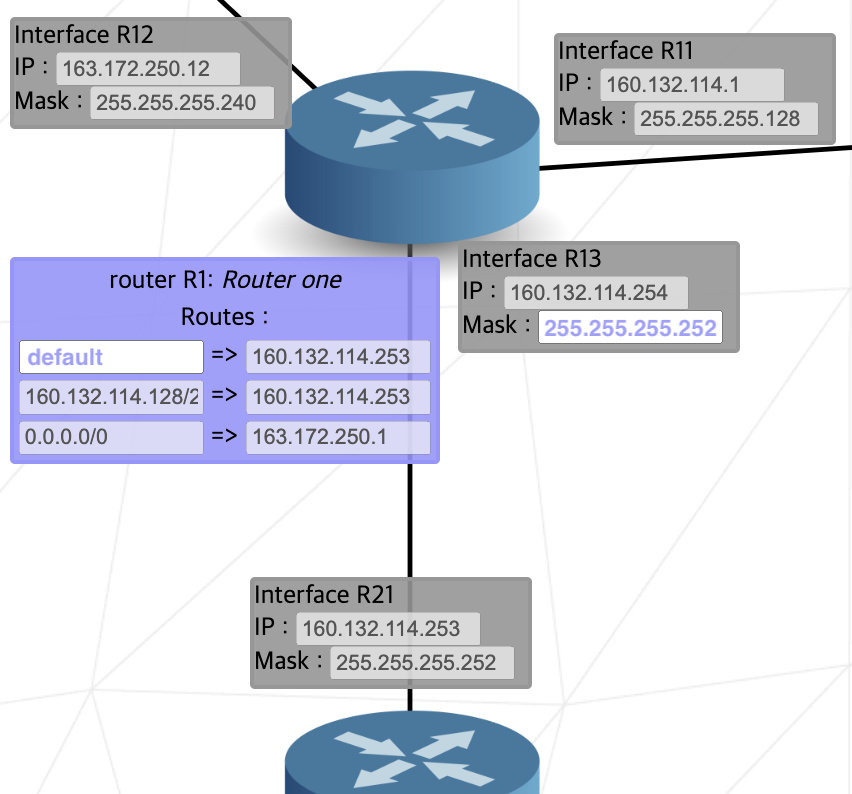 Interface R12
IP : 163.172.250.12
Mask : 255.255.255.240
Interface R11
IP : 160.132.114.1
Mask : 255.255.255.128
Interface R13
IP : 160.132.114.254
Mask : 255.255.255.252
router R1: Router one
Routes :
default => 160.132.114.253
160.132.114.128/2 => 160.132.114.253
0.0.0.0/0 => 163.172.250.1
Interface R21
IP : 160.132.114.253
Mask : 255.255.255.252